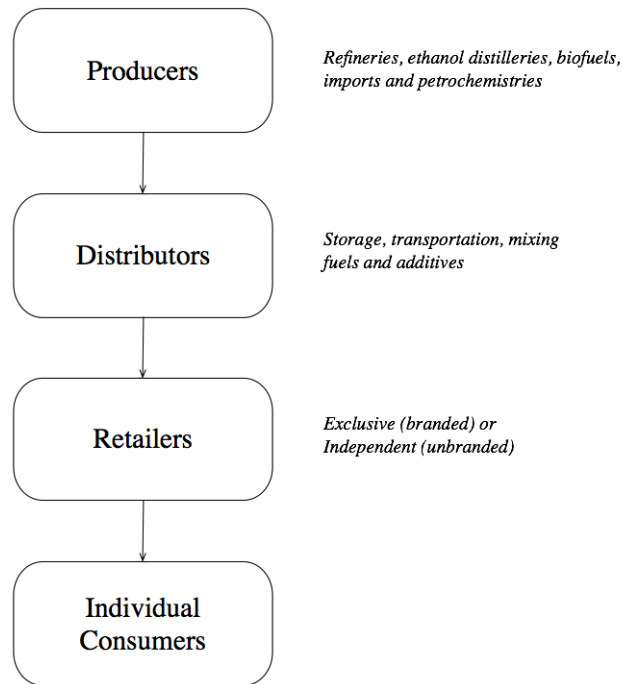 Producers
Refineries, ethanol distilleries, biofuels,
imports and petrochemistries
Distributors
Storage, transportation, mixing
fuels and additives
Retailers
Exclusive (branded) or
Independent (unbranded)
Individual
Consumers